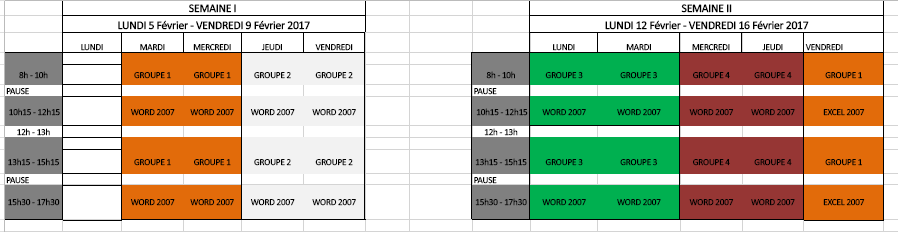 SEMAINE I
LUNDI 5 Février - VENDREDI 9 Février 2017
LUNDI MARDI MERCREDI JEUDI VENDREDI
8h - 10h GROUPE 1 GROUPE 1 GROUPE 2 GROUPE 2
PAUSE
10h15 - 12h15 WORD 2007 WORD 2007 WORD 2007 WORD 2007
12h - 13h
13h15 - 15h15 GROUPE 1 GROUPE 1 GROUPE 2 GROUPE 2
PAUSE
15h30 - 17h30 WORD 2007 WORD 2007 WORD 2007 WORD 2007
SEMAINE II
LUNDI 12 Février - VENDREDI 16 Février 2017
LUNDI MARDI MERCREDI JEUDI VENDREDI
8h - 10h GROUPE 3 GROUPE 3 GROUPE 4 GROUPE 4 GROUPE 1
PAUSE
10h15 - 12h15 WORD 2007 WORD 2007 WORD 2007 WORD 2007 EXCEL 2007
12h - 13h
13h15 - 15h15 GROUPE 3 GROUPE 3 GROUPE 4 GROUPE 4 GROUPE 1
PAUSE
15h30 - 17h30 WORD 2007 WORD 2007 WORD 2007 WORD 2007 EXCEL 2007